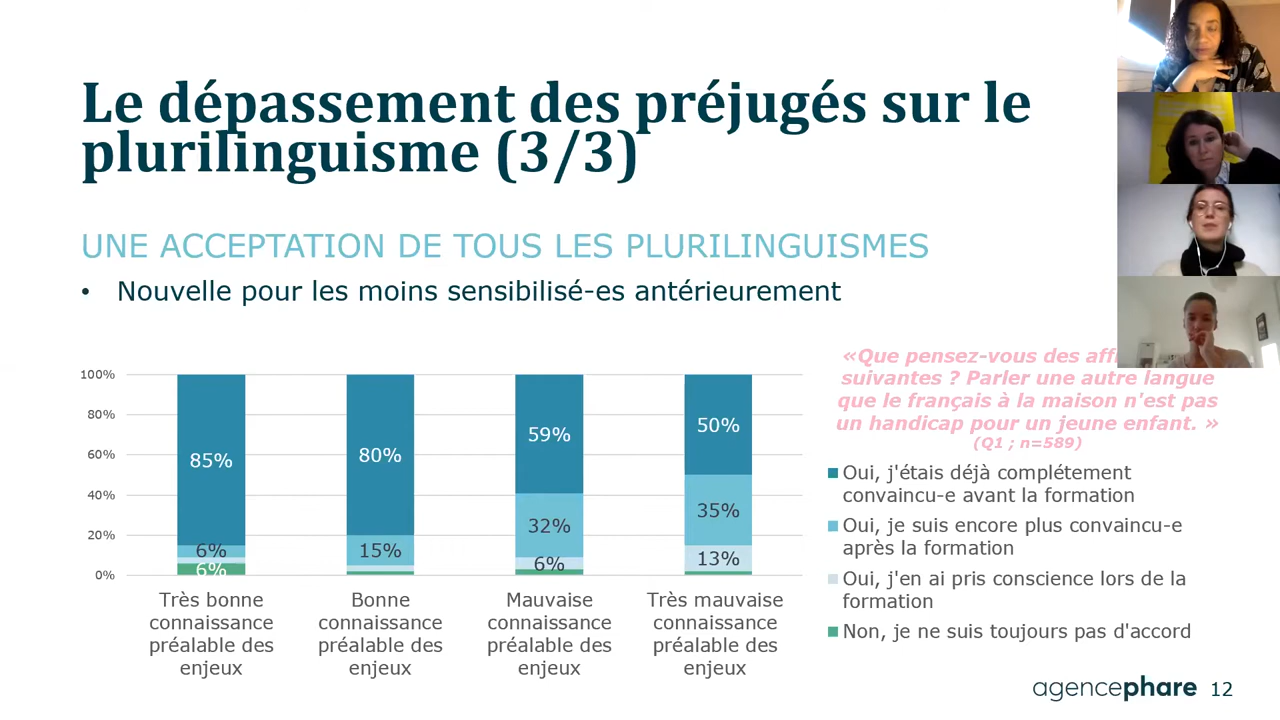 Le dépassement des préjugés sur le
plurilinguisme (3/3)
UNE ACCEPTATION DE TOUS LES PLURILINGUISMES
• Nouvelle pour les moins sensibilisé-es antérieurement
100%
80%
60%
40%
20%
0%
85%
6%
6%
80%
15%
59%
32%
6%
50%
35%
13%
Très bonne
connaissance
préalable des
enjeux
Bonne
connaissance
préalable des
enjeux
Mauvaise
connaissance
préalable des
enjeux
Très mauvaise
connaissance
préalable des
enjeux
«Que pensez-vous des
suivantes ? Parler une autre langue
que le français à la maison n'est pas
un handicap pour un jeune enfant. »
(Q1 ; n=589)
Oui, j'étais déjà complétement
convaincu-e avant la formation
Oui, je suis encore plus convaincu-e
après la formation
Oui, j'en ai pris conscience lors de la
formation
Non, je ne suis toujours pas d'accord
agencephare 12